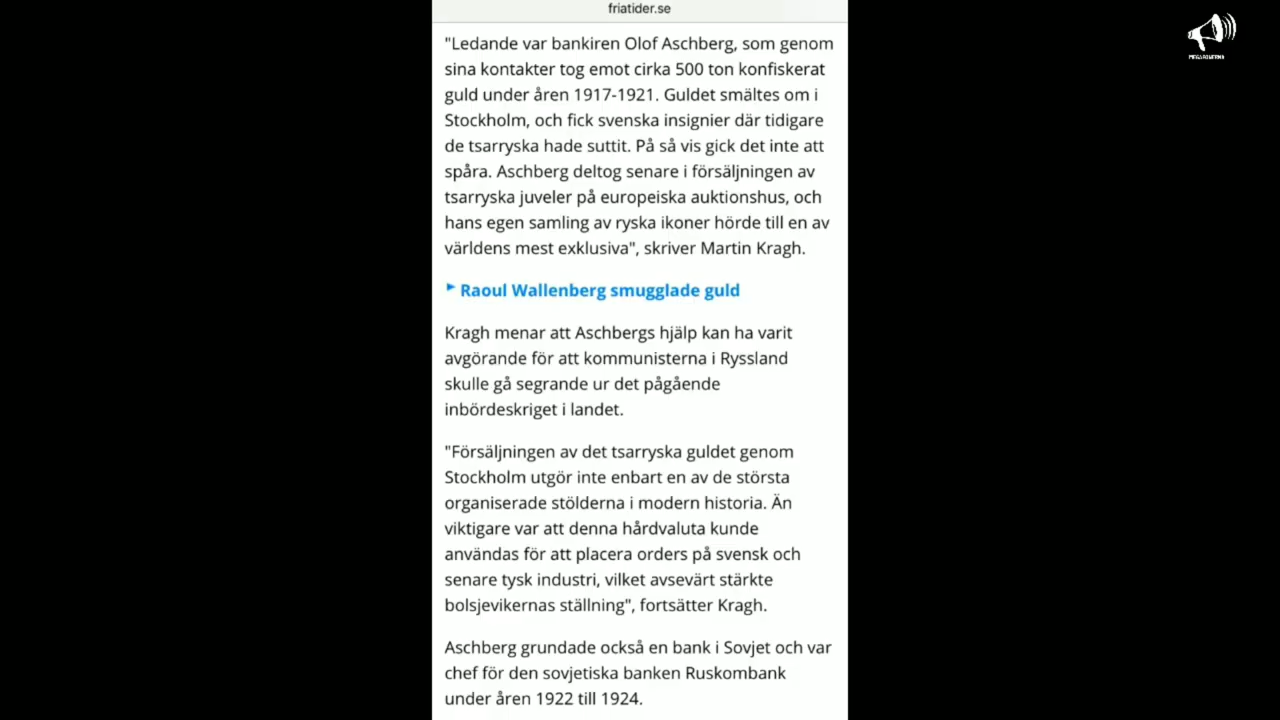 friatider.se
"Ledande var bankiren Olof Aschberg, som genom
sina kontakter tog emot cirka 500 ton konfiskerat
guld under åren 1917-1921. Guldet smältes om i
Stockholm, och fick svenska insignier där tidigare
de tsarryska hade suttit. På så vis gick det inte att
spåra. Aschberg deltog senare i försäljningen av
tsarryska juveler på europeiska auktionshus, och
hans egen samling av ryska ikoner hörde till en av
världens mest exklusiva", skriver Martin Kragh.
Raoul Wallenberg smugglade guld
Kragh menar att Aschbergs hjälp kan ha varit
avgörande för att kommunisterna i Ryssland
skulle gå segrande ur det pågående
inbördeskriget i landet.
"Försäljningen av det tsarryska guldet genom
Stockholm utgör inte enbart en av de största
organiserade stölderna i modern historia. Än
viktigare var att denna hårdvaluta kunde
användas för att placera orders på svensk och
senare tysk industri, vilket avsevärt stärkte
bolsjevikernas ställning", fortsätter Kragh.
Aschberg grundade också en bank i Sovjet och var
chef för den sovjetiska banken Ruskombank
under åren 1922 till 1924.